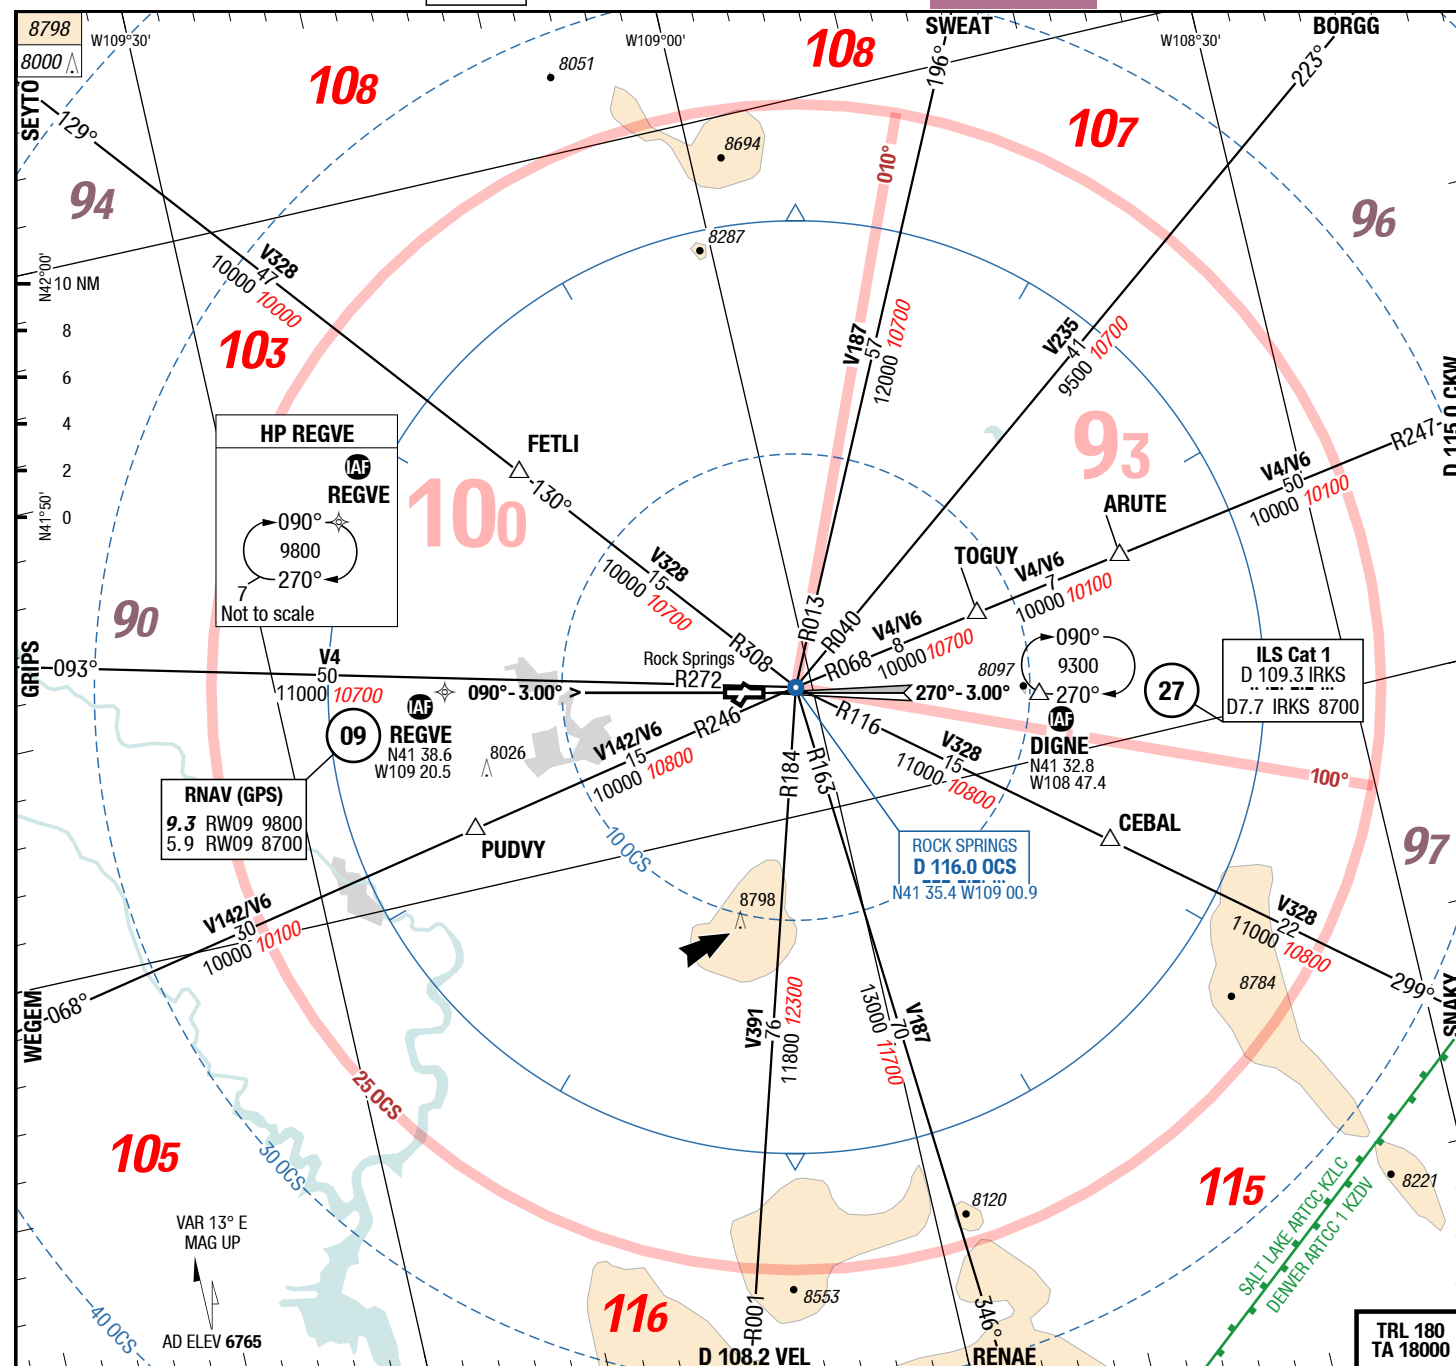 8798
8000
W109°30'
W109°00'
W108°30'
SWEAT
BORGG
SEYTO
129°
108
8051
108
196°
223°
107
94
8694
010°
96
8287
V328
47
10000 10000
N42°00'
10 NM
8
6
4
2
0
N41°50'
103
V187
57
12000 10700
V235
41
9500 10700
D 115.0 CKW
R247
HP REGVE
IAF
REGVE
090°
9800
270°
7
Not to scale
FETLI
130°
100
93
V4/V6
50
10000 10100
ARUTE
TOGUY
V4/V6
7
10000 10100
V328
15
10000 10700
R308
R013
R040
R068
V4/V6
8
10000 10700
90
GRIPS
093°
V4
50
11000 10700
Rock Springs
R272
090° - 3.00° >
270° - 3.00°
8097
090°
9300
270°
IAF
DIGNE
N41 32.8
W108 47.4
27
ILS Cat 1
D 109.3 IRKS
D7.7 IRKS 8700
IAF
REGVE
N41 38.6
W109 20.5
09
8026
V142/V6
15
10000 10800
R246
R184
R163
R116
V328
15
11000 10800
100°
RNAV (GPS)
9.3 RW09 9800
5.9 RW09 8700
PUDVY
10 OCS
ROCK SPRINGS
D 116.0 OCS
N41 35.4 W109 00.9
CEBAL
97
8798
V142/V6
30
10000 10100
068°
WEGEM
V328
22
11000 10800
8784
299°
SNAKY
V391
76
11800 12300
V187
70
13000 11700
25 OCS
30 OCS
40 OCS
105
115
8221
8120
SALT LAKE ARTCC KZLC
DENVER ARTCC 1 KZDV
VAR 13° E
MAG UP
AD ELEV 6765
116
8553
R001
346°
D 108.2 VEL
RENAE
TRL 180
TA 18000